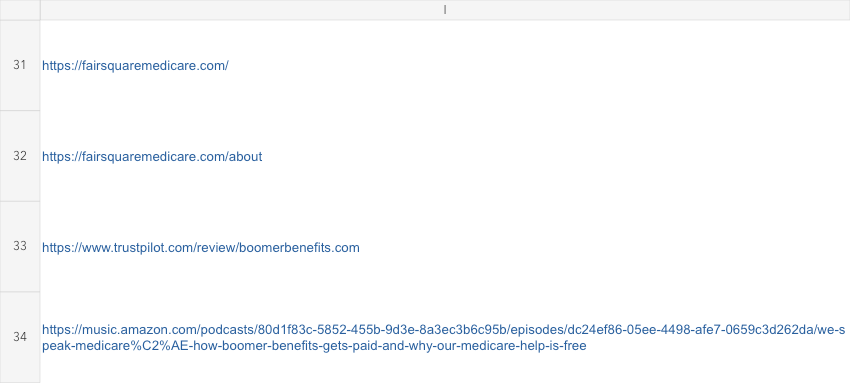 I
31
https://fairsquaremedicare.com/
32
https://fairsquaremedicare.com/about
33
https://www.trustpilot.com/review/boomerbenefits.com
34
https://music.amazon.com/podcasts/80d1f83c-5852-455b-9d3e-8a3ec3b6c95b/episodes/dc24ef86-05ee-4498-afe7-0659c3d262da/we-s
peak-medicare%C2%AE-how-boomer-benefits-gets-paid-and-why-our-medicare-help-is-free